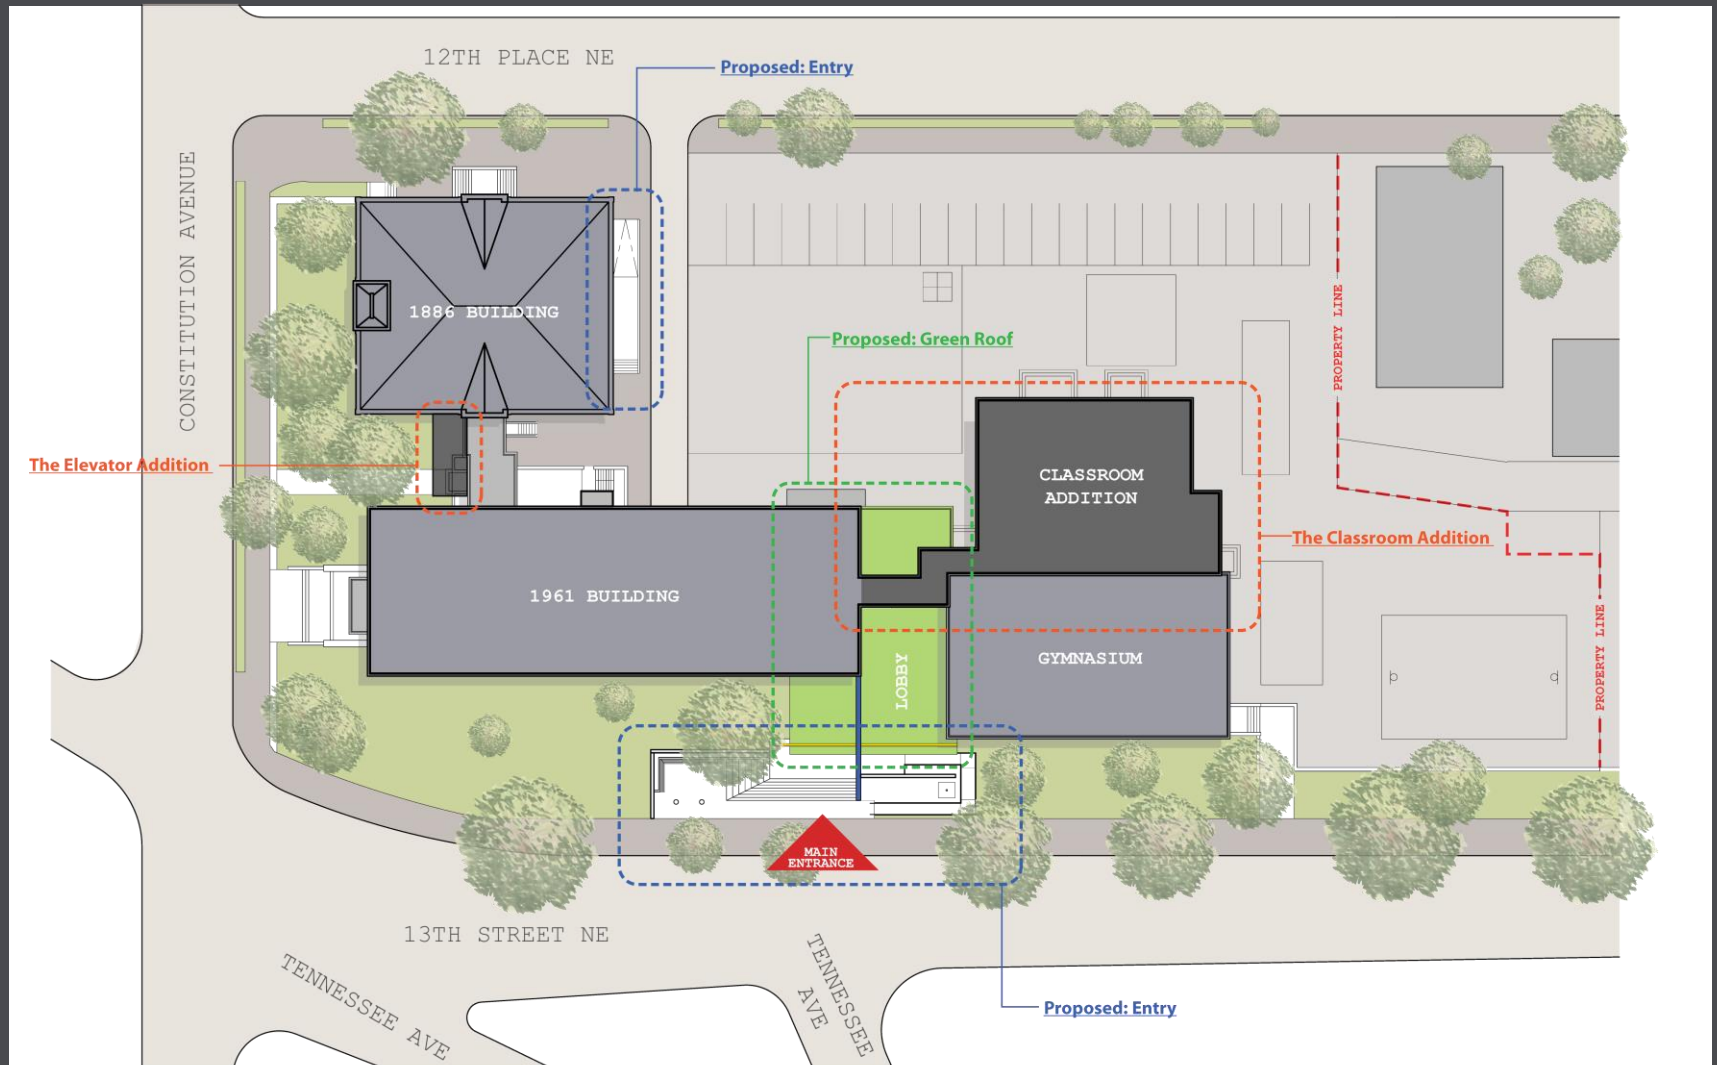 12TH PLACE NE
Proposed: Entry
CONSTITUTION AVENUE
1886 BUILDING
PROPERTY LINE
Proposed: Green Roof
The Elevator Addition
CLASSROOM
ADDITION
The Classroom Addition
1961 BUILDING
LOBBY
GYMNASIUM
PROPERTY LINE
MAIN
ENTRANCE
13TH STREET NE
TENNESSEE AVE
TENNESSEE
AVE
Proposed: Entry